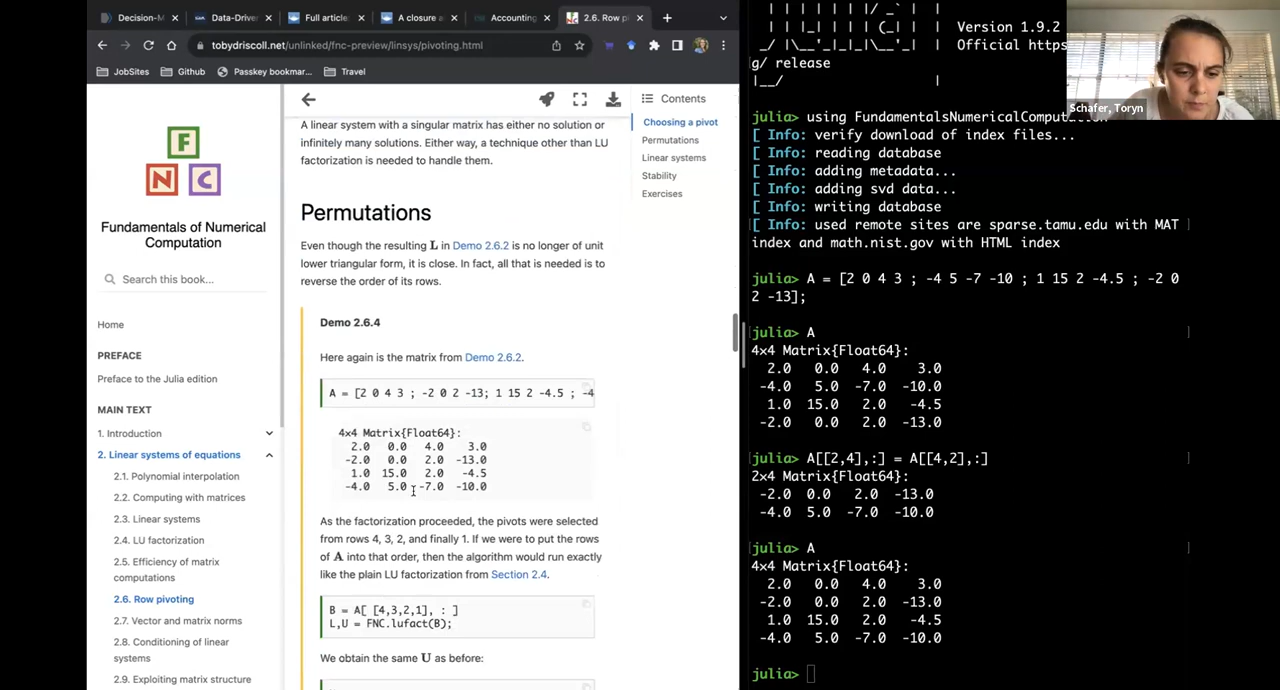 Decision-M
Data-Driver
Full article:
A closure a
Accounting
2.6. Row pi
tobydriscoll.net/unlinked/fnc-preview/linsys/pivoting.html
JobSites
Github
Passkey bookmar...
Travel
F
N C
Fundamentals of Numerical
Computation
Search this book...
Home
PREFACE
Preface to the Julia edition
MAIN TEXT
1. Introduction
2. Linear systems of equations
2.1. Polynomial interpolation
2.2. Computing with matrices
2.3. Linear systems
2.4. LU factorization
2.5. Efficiency of matrix
computations
2.6. Row pivoting
2.7. Vector and matrix norms
2.8. Conditioning of linear
systems
2.9. Exploiting matrix structure
A linear system with a singular matrix has either no solution or
infinitely many solutions. Either way, a technique other than LU
factorization is needed to handle them.
Permutations
Even though the resulting L in Demo 2.6.2 is no longer of unit
lower triangular form, it is close. In fact, all that is needed is to
reverse the order of its rows.
Demo 2.6.4
Here again is the matrix from Demo 2.6.2.
A = [2 0 4 3 ; -2 0 2 -13; 1 15 2 -4.5 ; -4
4×4 Matrix{Float64}:
2.0 0.0 4.0 3.0
-2.0 0.0 2.0 -13.0
1.0 15.0 2.0 -4.5
-4.0 5.0 -7.0 -10.0
As the factorization proceeded, the pivots were selected
from rows 4, 3, 2, and finally 1. If we were to put the rows
of A into that order, then the algorithm would run exactly
like the plain LU factorization from Section 2.4.
B = A[ [4,3,2,1], : ]
L,U = FNC.lufact(B);
We obtain the same U as before:
Contents
Choosing a pivot
Permutations
Linear systems
Stability
Exercises
Version 1.9.2
Official https
g/ release
Schafer, Toryn
julia> using FundamentalsNumericalComputation
[ Info: verify download of index files...
[ Info: reading database
[ Info: adding metadata...
[ Info: adding svd data...
[ Info: writing database
[ Info: used remote sites are sparse.tamu.edu with MAT
index and math.nist.gov with HTML index
julia> A = [2 0 4 3 ; -4 5 -7 -10 ; 1 15 2 -4.5 ; -2 0
2 -13];
julia> A
4×4 Matrix{Float64}:
2.0 0.0 4.0 3.0
-4.0 5.0 -7.0 -10.0
1.0 15.0 2.0 -4.5
-2.0 0.0 2.0 -13.0
julia> A[[2,4],:] = A[[4,2],:]
2×4 Matrix{Float64}:
-2.0 0.0 2.0 -13.0
-4.0 5.0 -7.0 -10.0
julia> A
4×4 Matrix{Float64}:
2.0 0.0 4.0 3.0
-2.0 0.0 2.0 -13.0
1.0 15.0 2.0 -4.5
-4.0 5.0 -7.0 -10.0
julia>